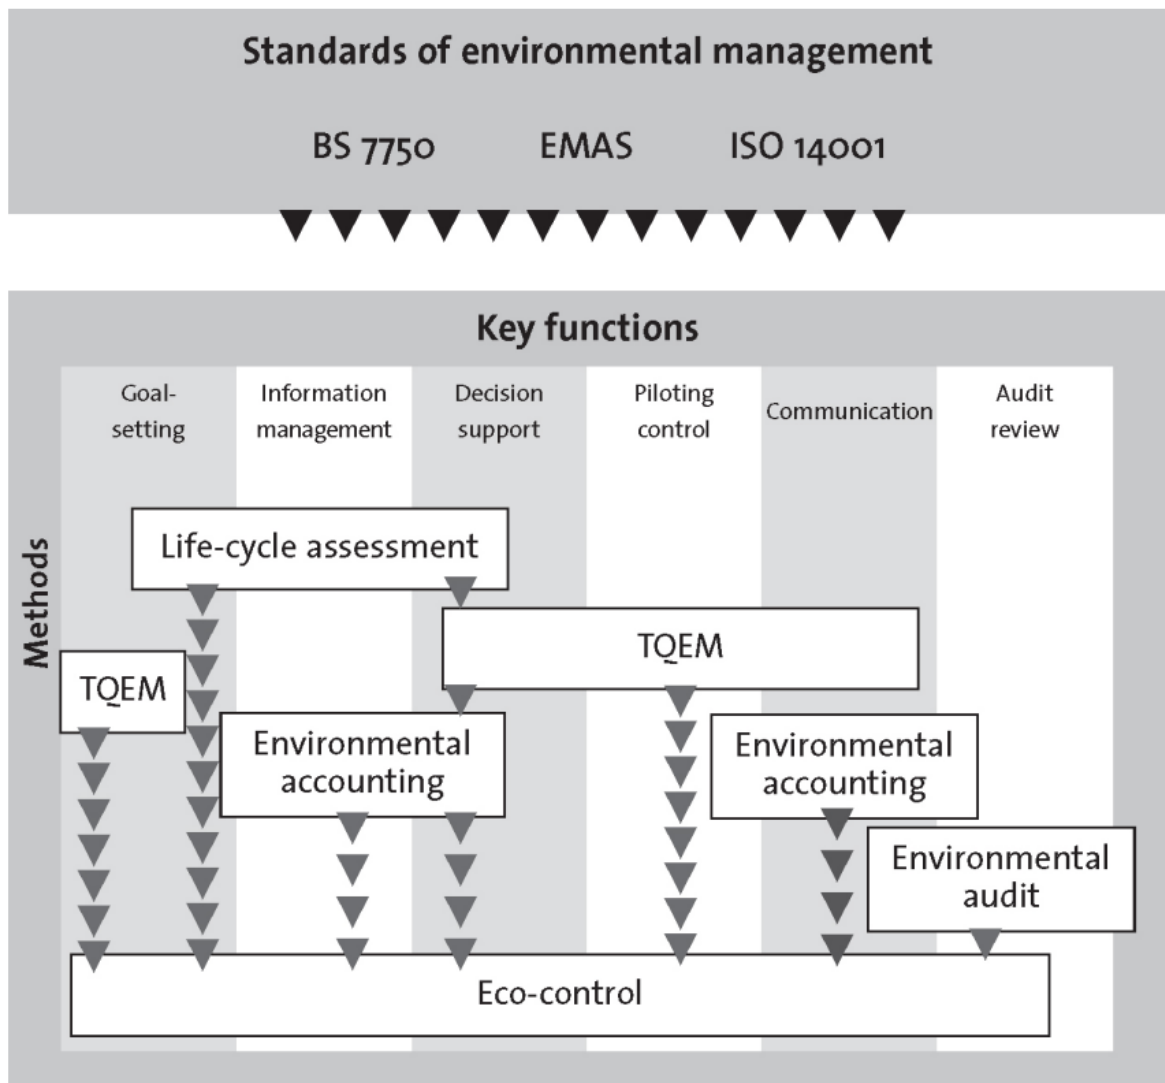 Standards of environmental management
BS 7750 EMAS ISO 14001
Key functions
Goal-
setting
Information
management
Decision
support
Piloting
control
Communication
Audit
review
Methods
Life-cycle assessment
TQEM
TQEM
Environmental
accounting
Environmental
accounting
Environmental
audit
Eco-control